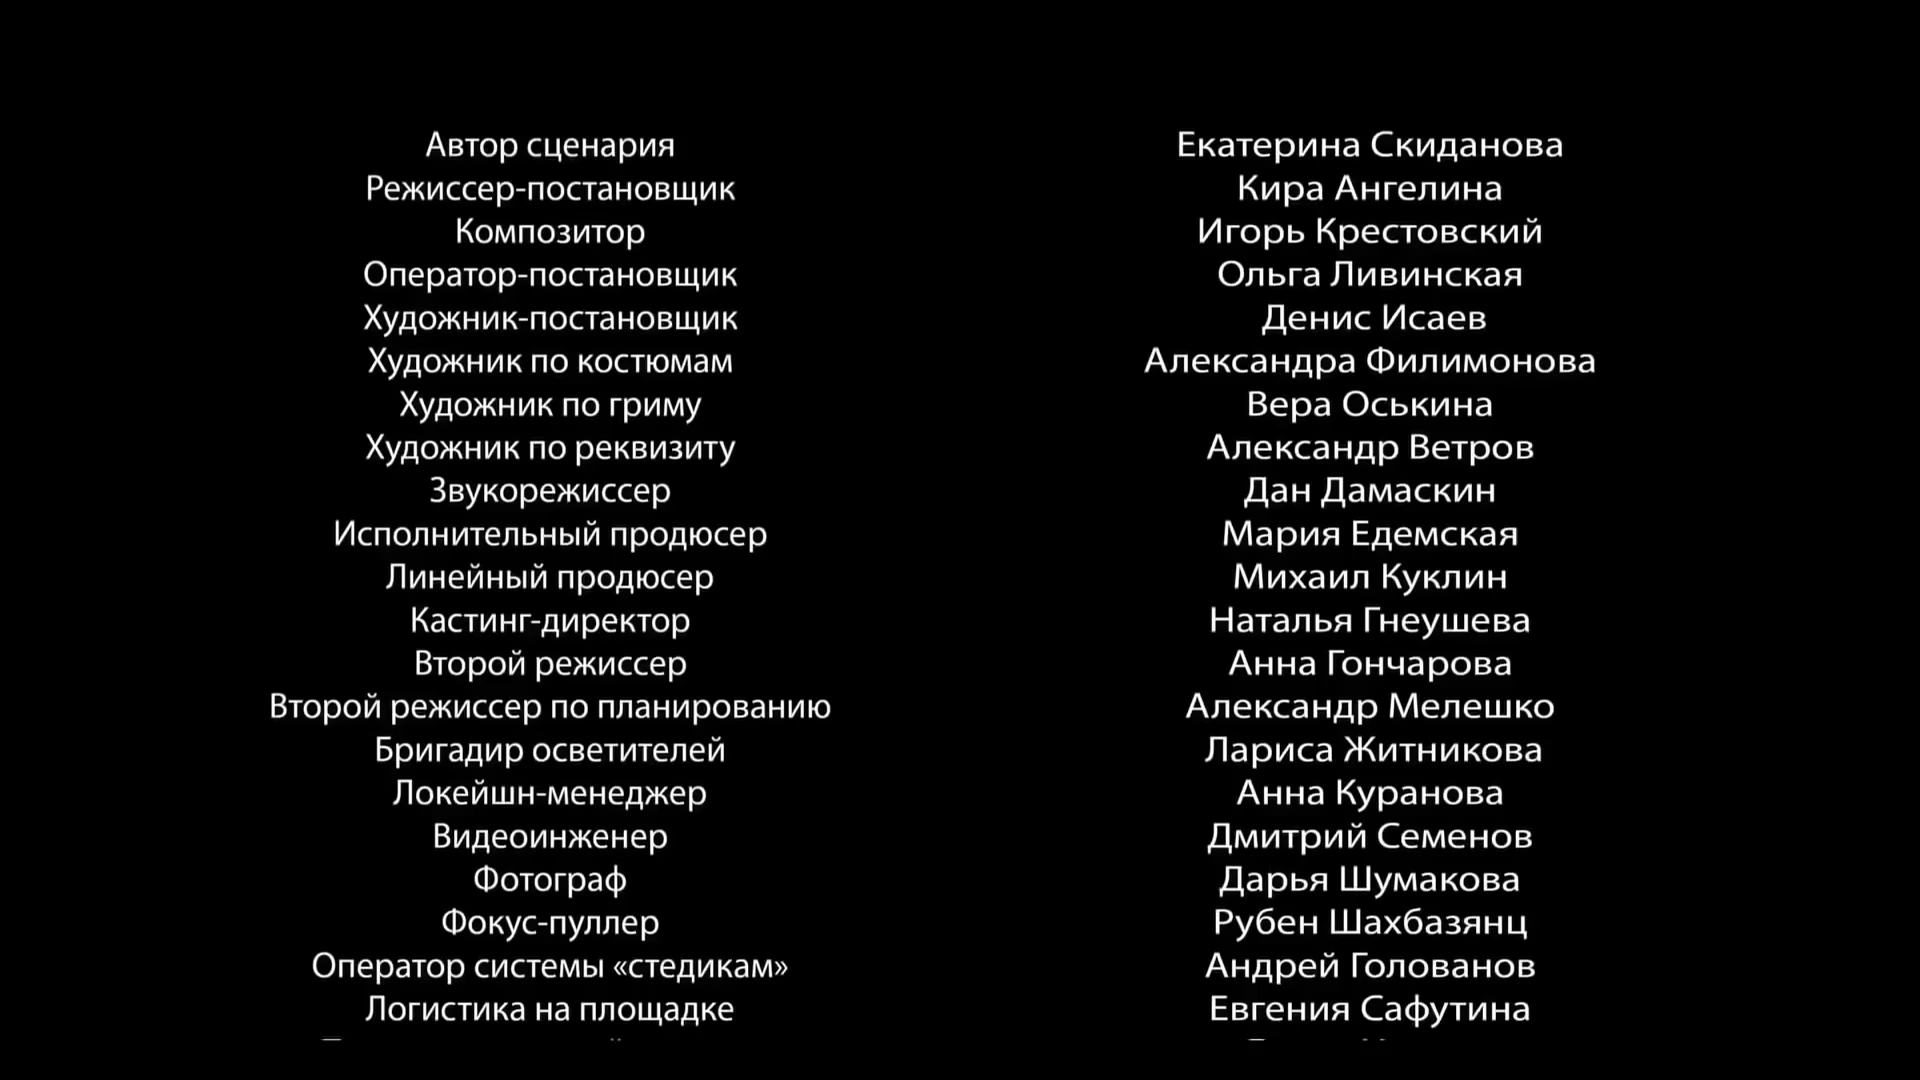 Автор сценария Екатерина Скиданова
Режиссер-постановщик Кира Ангелина
Композитор Игорь Крестовский
Оператор-постановщик Ольга Ливинская
Художник-постановщик Денис Исаев
Художник по костюмам Александра Филимонова
Художник по гриму Вера Оськина
Художник по реквизиту Александр Ветров
Звукорежиссер Дан Дамаскин
Исполнительный продюсер Мария Едемская
Линейный продюсер Михаил Куклин
Кастинг-директор Наталья Гнеушева
Второй режиссер Анна Гончарова
Второй режиссер по планированию Александр Мелешко
Бригадир осветителей Лариса Житникова
Локейшн-менеджер Анна Куранова
Видеоинженер Дмитрий Семенов
Фотограф Дарья Шумакова
Фокус-пуллер Рубен Шахбазянц
Оператор системы «стедикам» Андрей Голованов
Логистика на площадке Евгения Сафутина